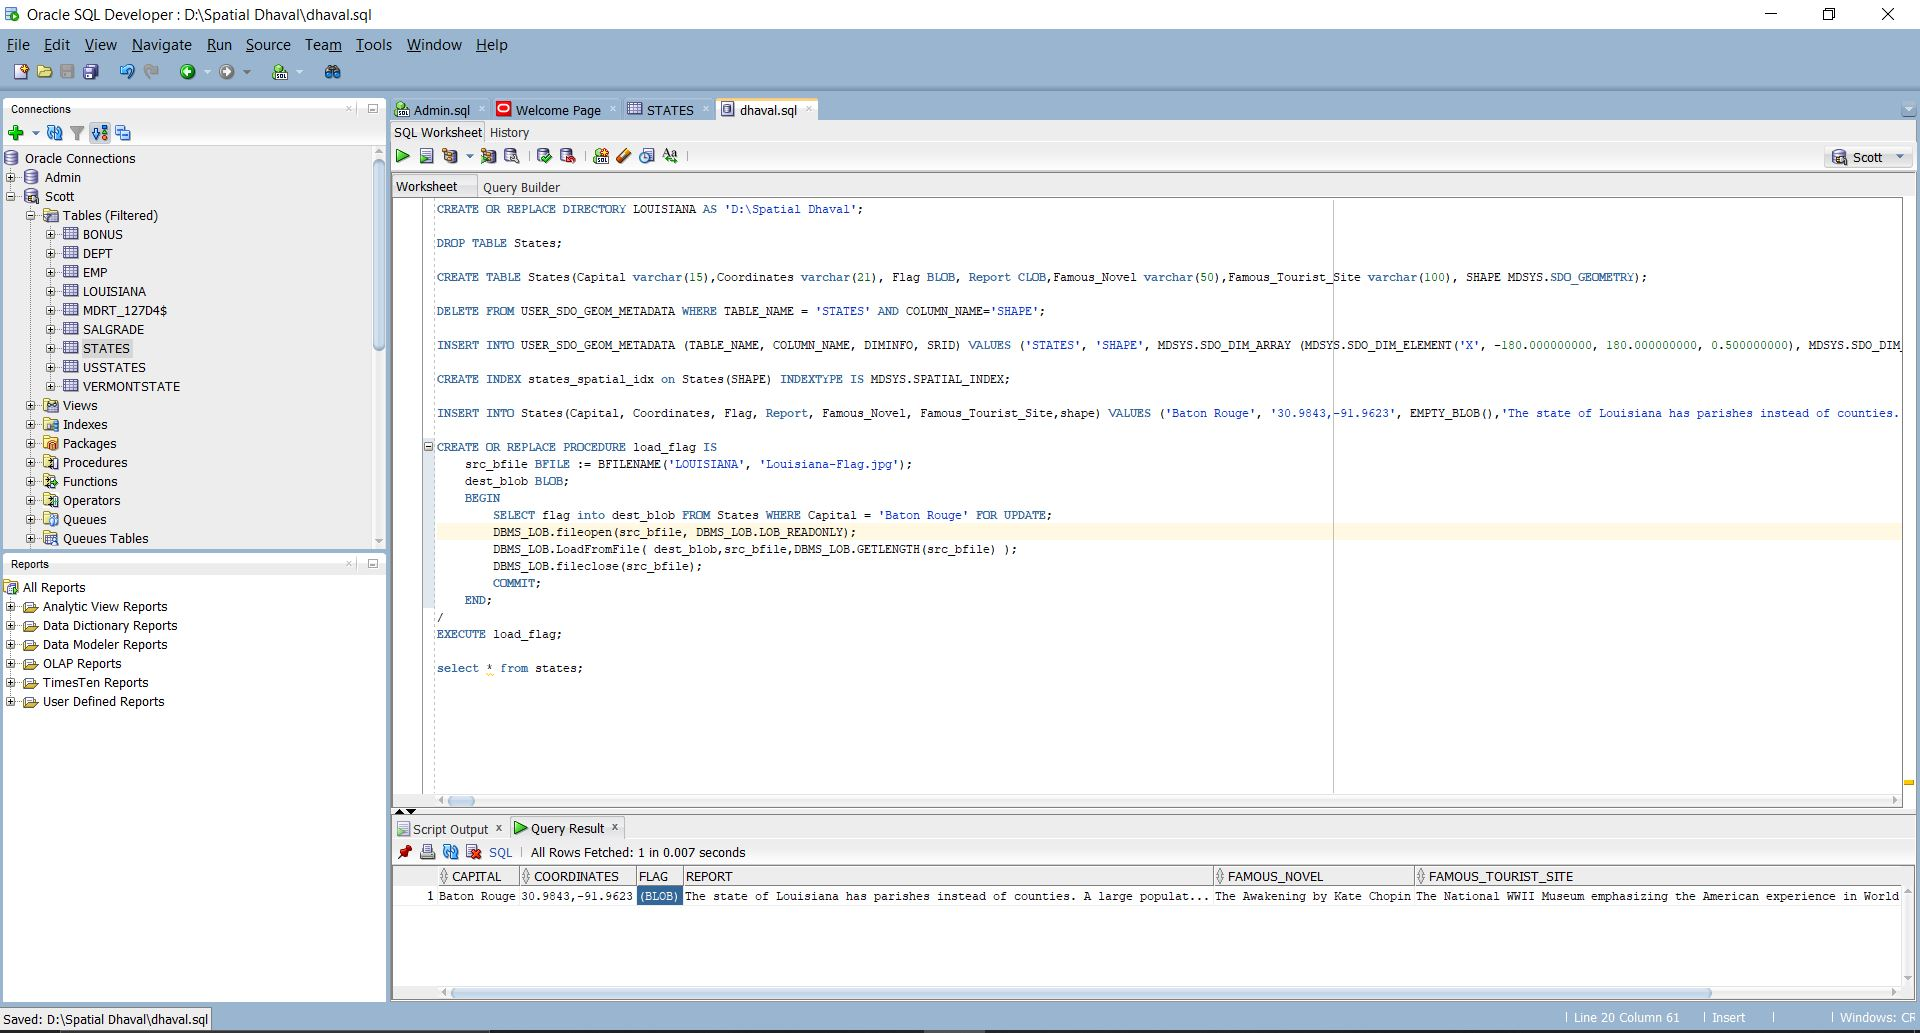 Oracle SQL Developer : D:\Spatial Dhaval\dhaval.sql
File Edit View Navigate Run Source Team Tools Window Help
Connections
Oracle Connections
Admin
Scott
Tables (Filtered)
BONUS
DEPT
EMP
LOUISIANA
MDRT_127D4$
SALGRADE
STATES
USSTATES
VERMONTSTATE
Views
Indexes
Packages
Procedures
Functions
Operators
Queues
Queues Tables
Reports
All Reports
Analytic View Reports
Data Dictionary Reports
Data Modeler Reports
OLAP Reports
TimesTen Reports
User Defined Reports
Admin.sql Welcome Page STATES dhaval.sql
SQL Worksheet History
Scott
Worksheet Query Builder
CREATE OR REPLACE DIRECTORY LOUISIANA AS 'D:\Spatial Dhaval';
DROP TABLE States;
CREATE TABLE States(Capital varchar(15),Coordinates varchar(21), Flag BLOB, Report CLOB,Famous_Novel varchar(50),Famous_Tourist_Site varchar(100), SHAPE MDSYS.SDO_GEOMETRY);
DELETE FROM USER_SDO_GEOM_METADATA WHERE TABLE_NAME = 'STATES' AND COLUMN_NAME='SHAPE';
INSERT INTO USER_SDO_GEOM_METADATA (TABLE_NAME, COLUMN_NAME, DIMINFO, SRID) VALUES ('STATES', 'SHAPE', MDSYS.SDO_DIM_ARRAY (MDSYS.SDO_DIM_ELEMENT('X', -180.000000000, 180.000000000, 0.500000000), MDSYS.SDO_DIM_
CREATE INDEX states_spatial_idx on States(SHAPE) INDEXTYPE IS MDSYS.SPATIAL_INDEX;
INSERT INTO States(Capital, Coordinates, Flag, Report, Famous_Novel, Famous_Tourist_Site,shape) VALUES ('Baton Rouge', '30.9843,-91.9623', EMPTY_BLOB(),'The state of Louisiana has parishes instead of counties.
CREATE OR REPLACE PROCEDURE load_flag IS
src_bfile BFILE := BFILENAME('LOUISIANA', 'Louisiana-Flag.jpg');
dest_blob BLOB;
BEGIN
SELECT flag into dest_blob FROM States WHERE Capital = 'Baton Rouge' FOR UPDATE;
DBMS_LOB.fileopen(src_bfile, DBMS_LOB.LOB_READONLY);
DBMS_LOB.LoadFromFile( dest_blob,src_bfile,DBMS_LOB.GETLENGTH(src_bfile) );
DBMS_LOB.fileclose(src_bfile);
COMMIT;
END;
/
EXECUTE load_flag;
select * from states;
Script Output Query Result
SQL All Rows Fetched: 1 in 0.007 seconds
CAPITAL COORDINATES FLAG REPORT FAMOUS_NOVEL FAMOUS_TOURIST_SITE
1 Baton Rouge 30.9843,-91.9623 (BLOB) The state of Louisiana has parishes instead of counties. A large populat... The Awakening by Kate Chopin The National WWII Museum emphasizing the American experience in World
Saved: D:\Spatial Dhaval\dhaval.sql
Line 20 Column 61 Insert Windows: CR